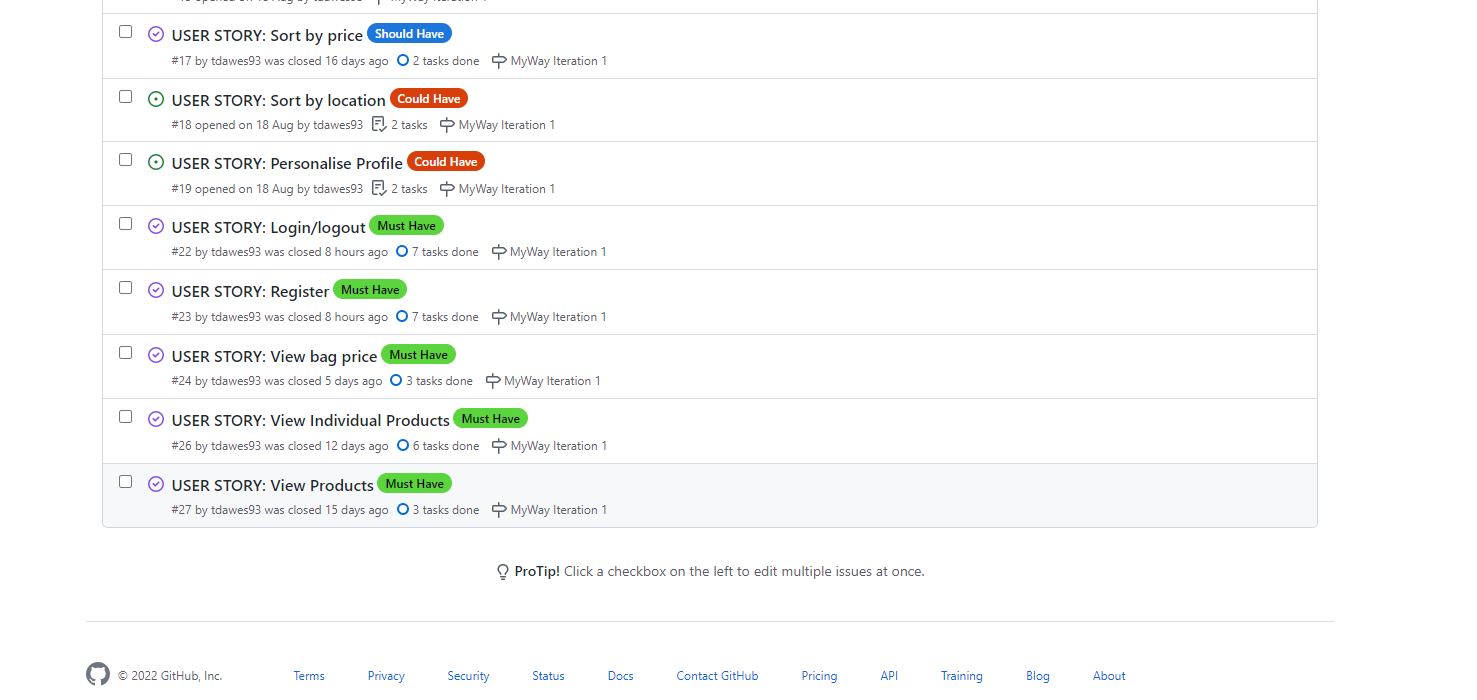 USER STORY: Sort by price Should Have
#17 by tdawes93 was closed 16 days ago 2 tasks done MyWay Iteration 1
USER STORY: Sort by location Could Have
#18 opened on 18 Aug by tdawes93 2 tasks MyWay Iteration 1
USER STORY: Personalise Profile Could Have
#19 opened on 18 Aug by tdawes93 2 tasks MyWay Iteration 1
USER STORY: Login/logout Must Have
#22 by tdawes93 was closed 8 hours ago 7 tasks done MyWay Iteration 1
USER STORY: Register Must Have
#23 by tdawes93 was closed 8 hours ago 7 tasks done MyWay Iteration 1
USER STORY: View bag price Must Have
#24 by tdawes93 was closed 5 days ago 3 tasks done MyWay Iteration 1
USER STORY: View Individual Products Must Have
#26 by tdawes93 was closed 12 days ago 6 tasks done MyWay Iteration 1
USER STORY: View Products Must Have
#27 by tdawes93 was closed 15 days ago 3 tasks done MyWay Iteration 1
ProTip! Click a checkbox on the left to edit multiple issues at once.
© 2022 GitHub, Inc. Terms Privacy Security Status Docs Contact GitHub Pricing API Training Blog About